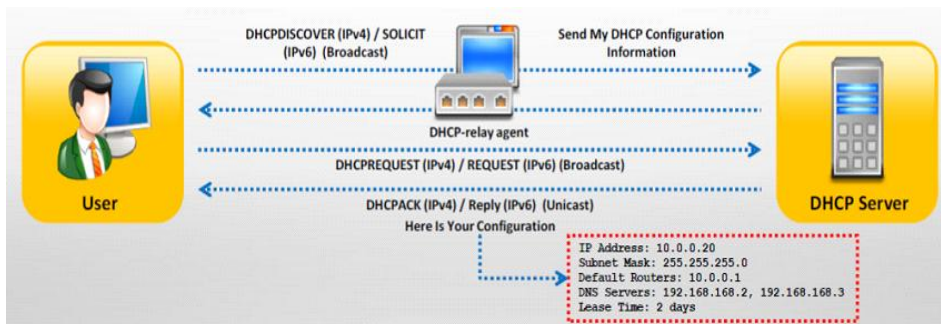 DHCPDISCOVER (IPv4) / SOLICIT
(IPv6) (Broadcast)
Send My DHCP Configuration
Information
DHCP-relay agent
DHCPREQUEST (IPv4) / REQUEST (IPv6) (Broadcast)
User
DHCP Server
DHCPACK (IPv4) / Reply (IPv6) (Unicast)
Here Is Your Configuration
IP Address: 10.0.0.20
Subnet Mask: 255.255.255.0
Default Routers: 10.0.0.1
DNS Servers: 192.168.168.2, 192.168.168.3
Lease Time: 2 days